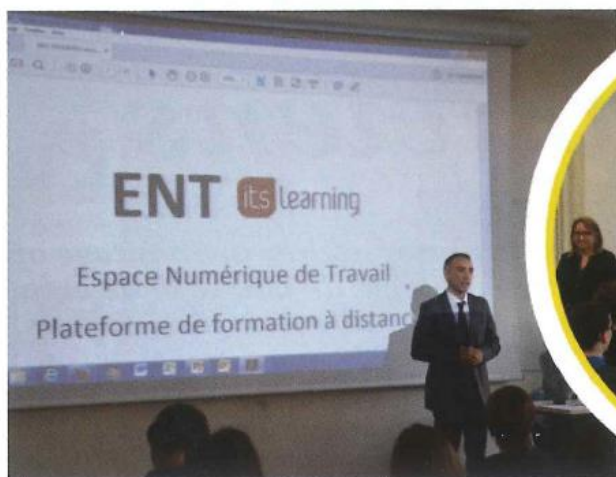 ENT its learning
Espace Numérique de Travail
Plateforme de formation à distanc